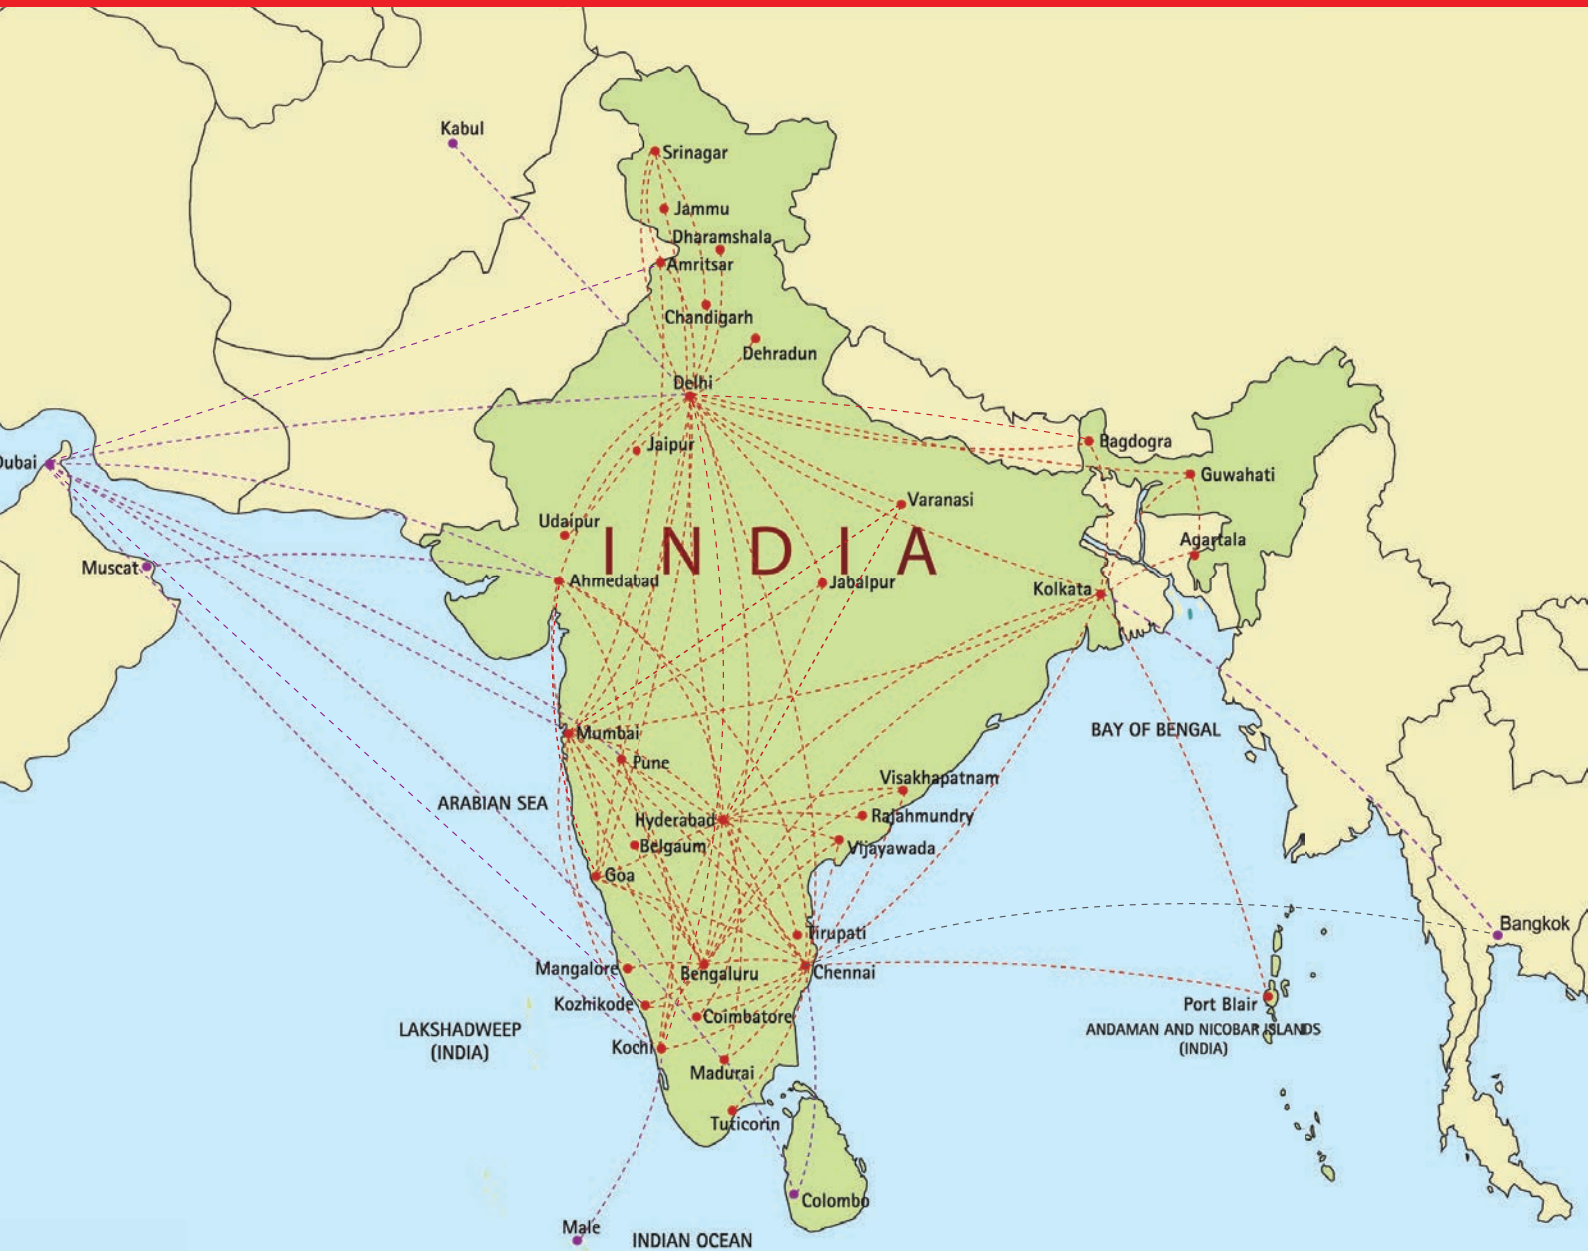 Kabul
Srinagar
Jammu
Dharamshala
Amritsar
Chandigarh
Dehradun
Delhi
Jaipur
Bagdogra
Dubai
Guwahati
Varanasi
Udaipur
INDIA
Agartala
Muscat
Ahmedabad
Jabalpur
Kolkata
Mumbai
BAY OF BENGAL
Pune
Visakhapatnam
ARABIAN SEA
Hyderabad
Rajahmundry
Belgaum
Vijayawada
Goa
Bangkok
Tirupati
Mangalore
Bengaluru
Chennai
Kozhikode
Port Blair
Coimbatore
LAKSHADWEEP
(INDIA)
ANDAMAN AND NICOBAR ISLANDS
(INDIA)
Kochi
Madurai
Tuticorin
Colombo
Male
INDIAN OCEAN